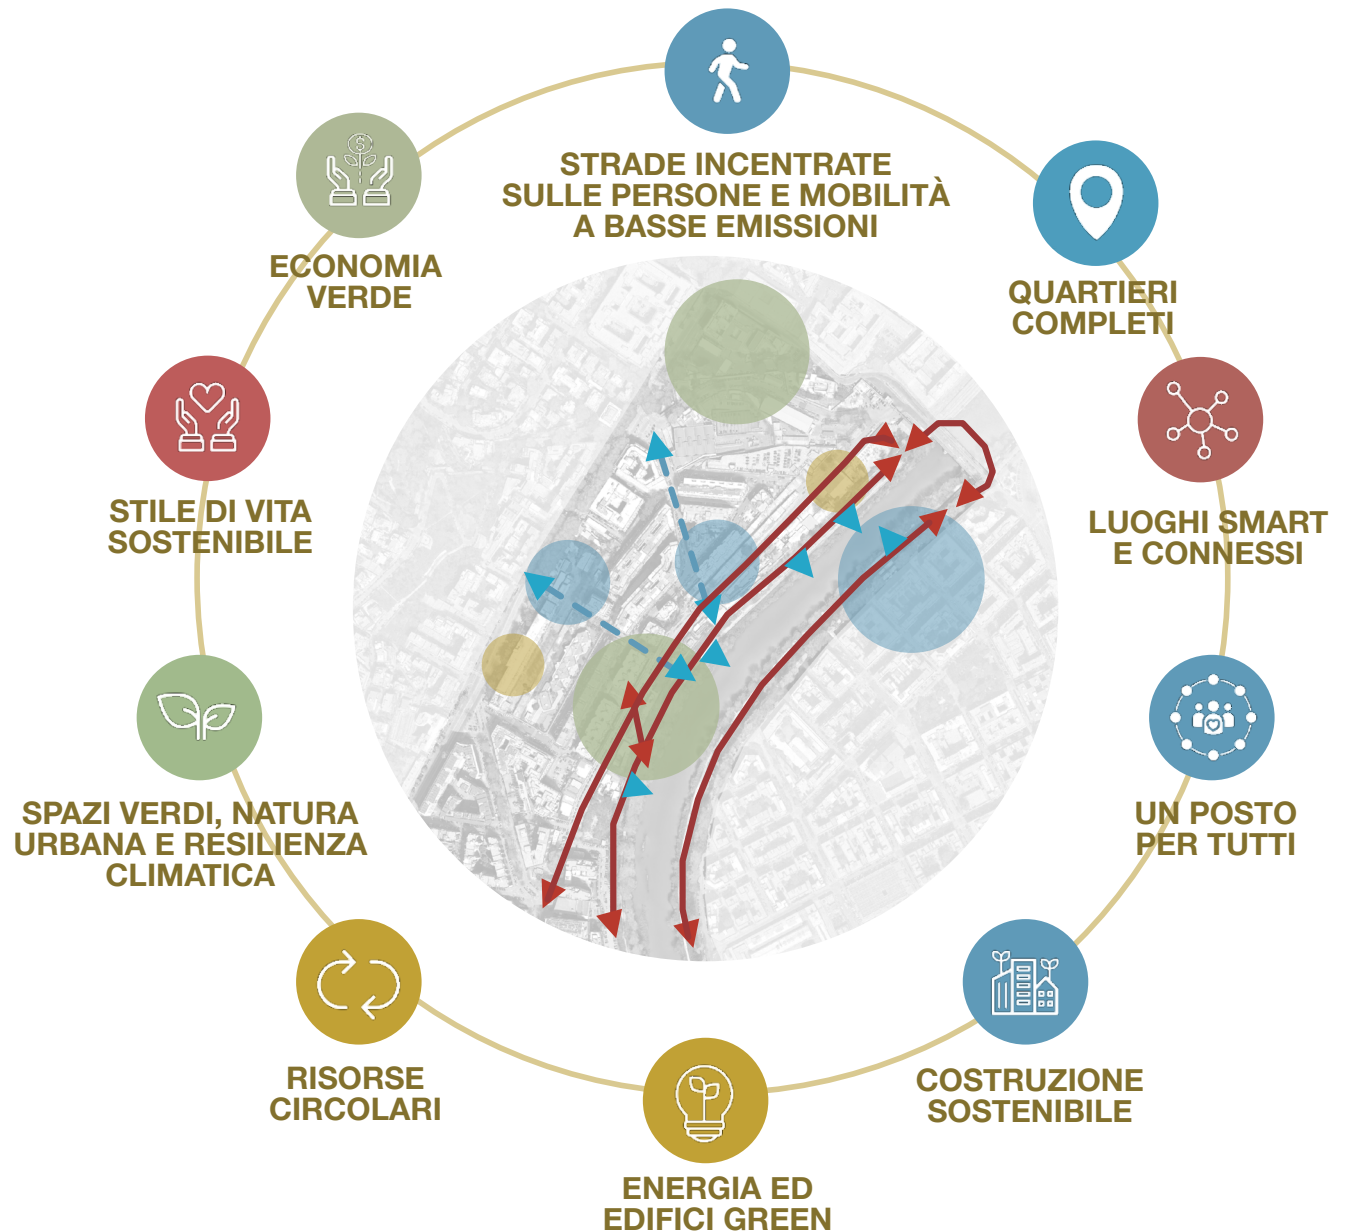 STRADE INCENTRATE
SULLE PERSONE E MOBILITÀ
A BASSE EMISSIONI
QUARTIERI
COMPLETI
LUOGHI SMART
E CONNESSI
UN POSTO
PER TUTTI
COSTRUZIONE
SOSTENIBILE
ENERGIA ED
EDIFICI GREEN
RISORSE
CIRCOLARI
SPAZI VERDI, NATURA
URBANA E RESILIENZA
CLIMATICA
STILE DI VITA
SOSTENIBILE
ECONOMIA
VERDE
$